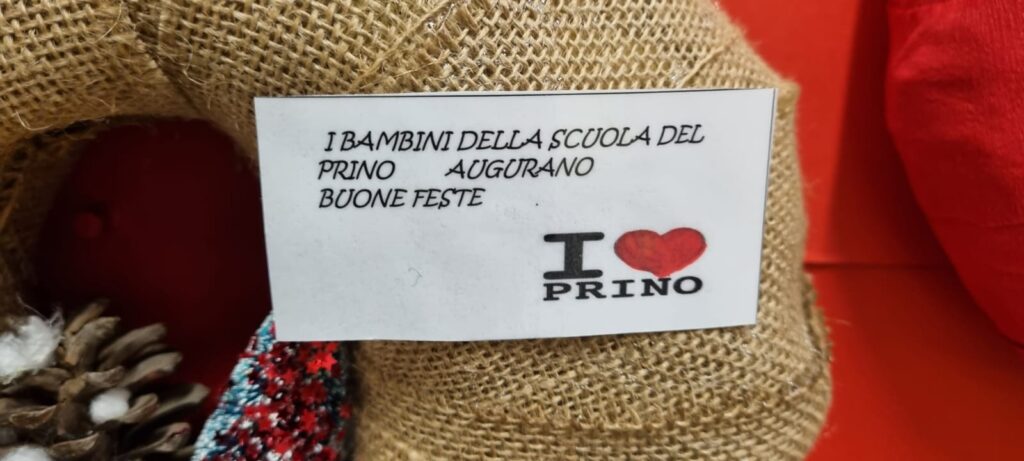 I BAMBINI DELLA SCUOLA DEL
PRINO AUGURANO
BUONE FESTE
I
PRINO